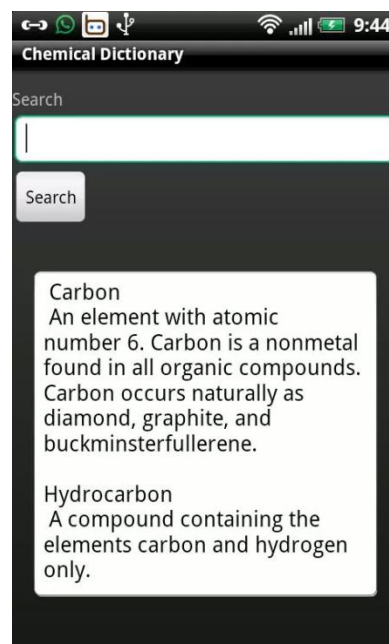 9:44
Chemical Dictionary
Search
Search
Carbon
An element with atomic
number 6. Carbon is a nonmetal
found in all organic compounds.
Carbon occurs naturally as
diamond, graphite, and
buckminsterfullerene.
Hydrocarbon
A compound containing the
elements carbon and hydrogen
only.